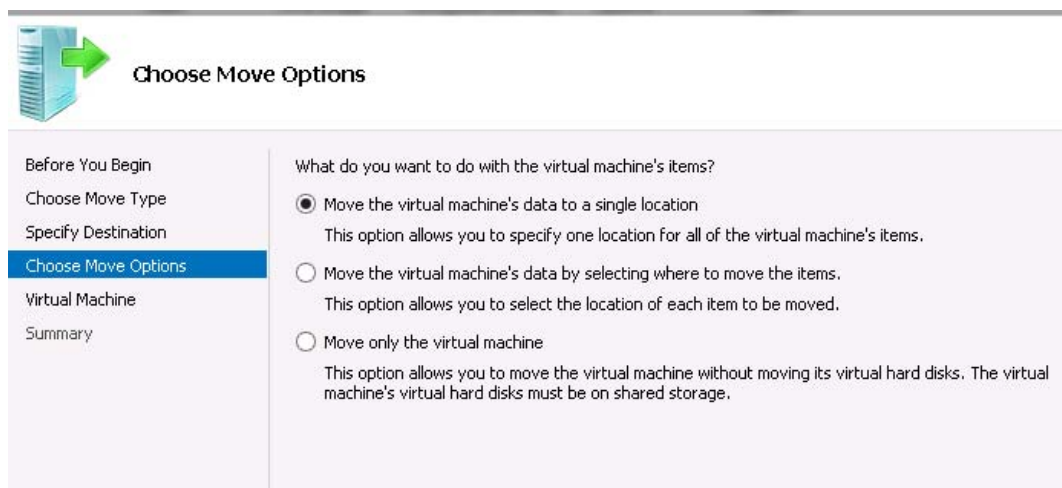 Choose Move Options
Before You Begin
Choose Move Type
Specify Destination
Choose Move Options
Virtual Machine
Summary
What do you want to do with the virtual machine's items?
Move the virtual machine's data to a single location
This option allows you to specify one location for all of the virtual machine's items.
Move the virtual machine's data by selecting where to move the items.
This option allows you to select the location of each item to be moved.
Move only the virtual machine
This option allows you to move the virtual machine without moving its virtual hard disks. The virtual
machine's virtual hard disks must be on shared storage.